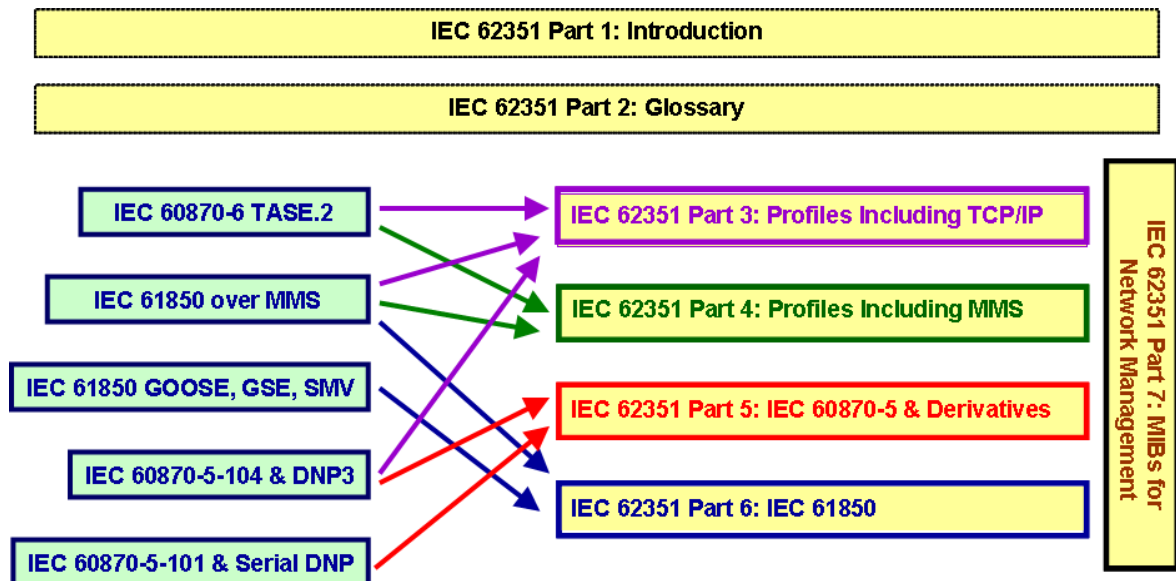 IEC 62351 Part 1: Introduction
IEC 62351 Part 2: Glossary
IEC 60870-6 TASE.2
IEC 61850 over MMS
IEC 61850 GOOSE, GSE, SMV
IEC 60870-5-104 & DNP3
IEC 60870-5-101 & Serial DNP
IEC 62351 Part 3: Profiles Including TCP/IP
IEC 62351 Part 4: Profiles Including MMS
IEC 62351 Part 5: IEC 60870-5 & Derivatives
IEC 62351 Part 6: IEC 61850
IEC 62351 Part 7: MIBs for
Network Management